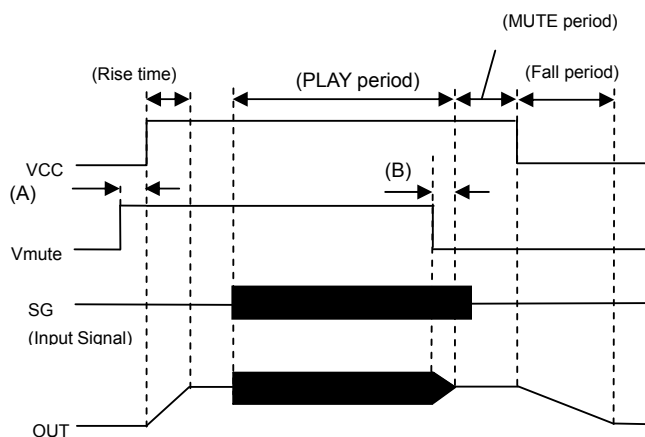 (MUTE period)
(Rise time)
(PLAY period)
(Fall period)
VCC
(A)
(B)
Vmute
SG
(Input Signal)
OUT